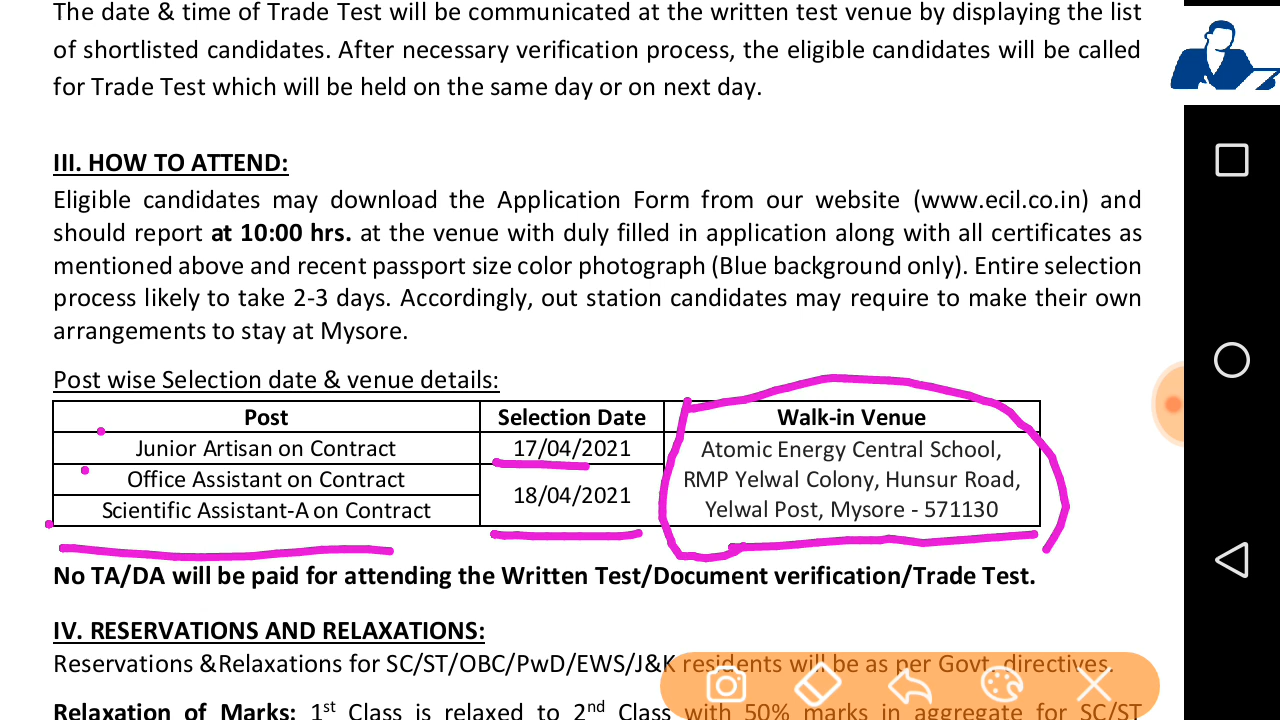 The date & time of Trade Test will be communicated at the written test venue by displaying the list
of shortlisted candidates. After necessary verification process, the eligible candidates will be called
for Trade Test which will be held on the same day or on next day.
III. HOW TO ATTEND:
Eligible candidates may download the Application Form from our website (www.ecil.co.in) and
should report at 10:00 hrs. at the venue with duly filled in application along with all certificates as
mentioned above and recent passport size color photograph (Blue background only). Entire selection
process likely to take 2-3 days. Accordingly, out station candidates may require to make their own
arrangements to stay at Mysore.
Post wise Selection date & venue details:
Post Selection Date Walk-in Venue
Junior Artisan on Contract 17/04/2021 Atomic Energy Central School,
Office Assistant on Contract RMP Yelwal Colony, Hunsur Road,
18/04/2021
Scientific Assistant-A on Contract Yelwal Post, Mysore - 571130
No TA/DA will be paid for attending the Written Test/Document verification/Trade Test.
IV. RESERVATIONS AND RELAXATIONS:
Reservations &Relaxations for SC/ST/OBC/PwD/EWS/J&K residents will be as per Govt. directives.
Relaxation of Marks: 1st Class is relaxed to 2nd Class with 50% marks in aggregate for SC/ST